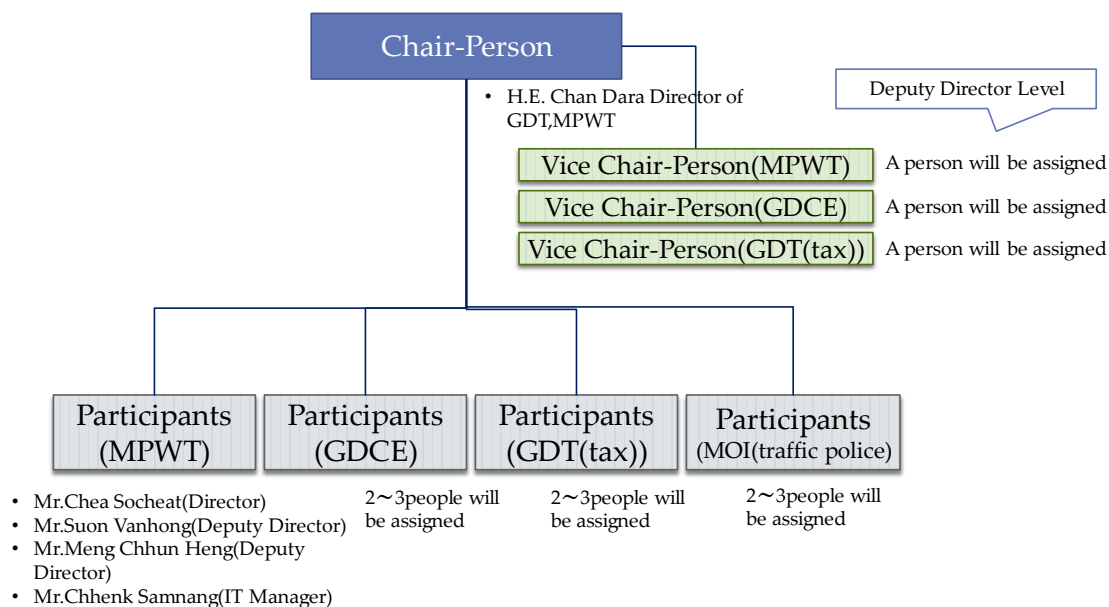 Chair-Person
• H.E. Chan Dara Director of
GDT,MPWT
Deputy Director Level
Vice Chair-Person(MPWT)
A person will be assigned
Vice Chair-Person(GDCE)
A person will be assigned
Vice Chair-Person(GDT(tax))
A person will be assigned
Participants
(MPWT)
Participants
(GDCE)
Participants
(GDT(tax))
Participants
(MOI(traffic police)
• Mr.Chea Socheat(Director)
• Mr.Suon Vanhong(Deputy Director)
• Mr.Meng Chhun Heng(Deputy
Director)
• Mr.Chhenk Samnang(IT Manager)
2～3people will
be assigned
2～3people will
be assigned
2～3people will
be assigned